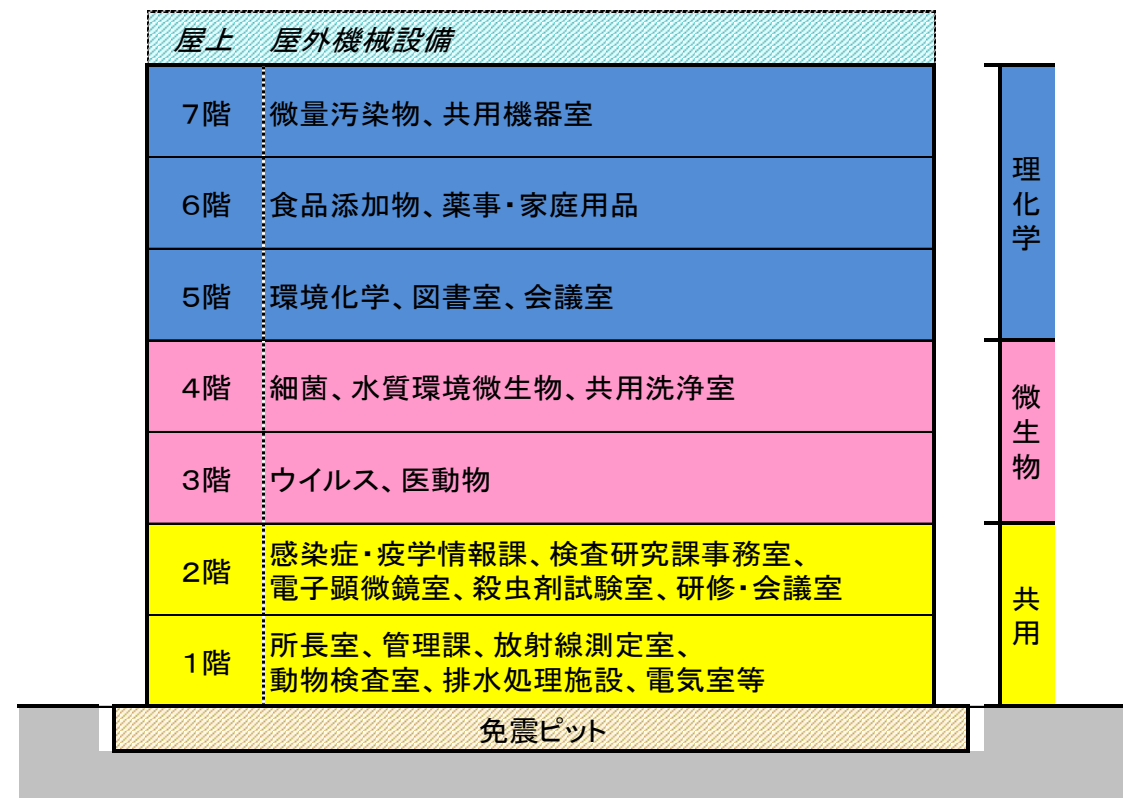 屋上 屋外機械設備
7階 微量汚染物、共用機器室
6階 食品添加物、薬事・家庭用品
5階 環境化学、図書室、会議室
理化学
4階 細菌、水質環境微生物、共用洗浄室
3階 ウイルス、医動物
微生物
2階 感染症・疫学情報課、検査研究課事務室、
電子顕微鏡室、殺虫剤試験室、研修・会議室
1階 所長室、管理課、放射線測定室、
動物検査室、排水処理施設、電気室等
共用
免震ピット